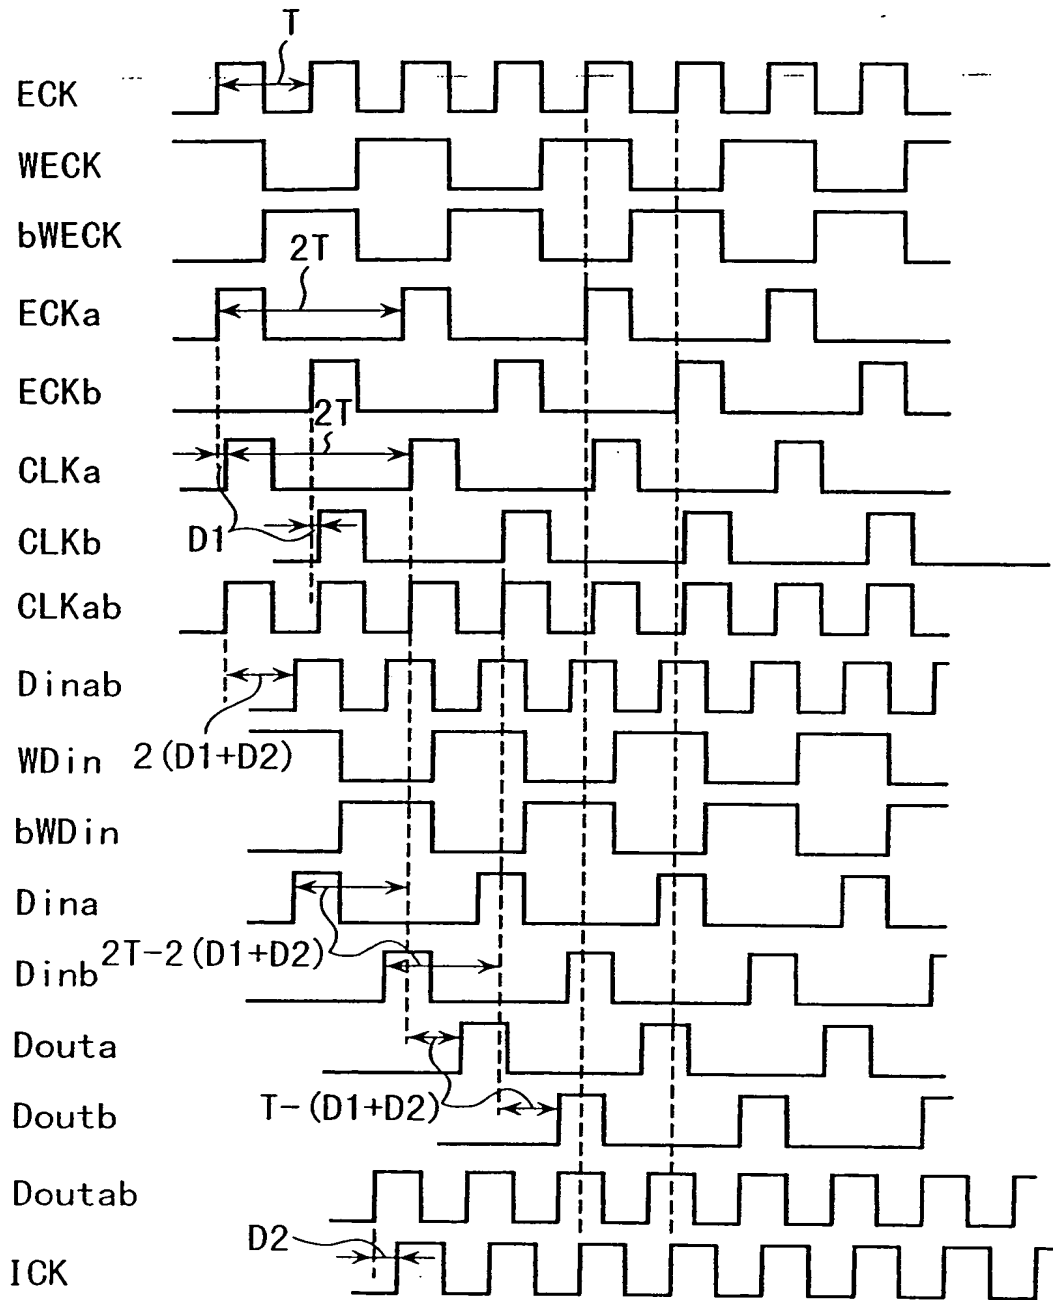 T
ECK
WECK
bWECK
2T
ECKa
ECKb
2T
CLKa
D1
CLKb
CLKab
Dinab
WDin
2(D1+D2)
bWDin
Dina
2T-2(D1+D2)
Dinb
Douta
T-(D1+D2)
Doutb
Doutab
D2
ICK